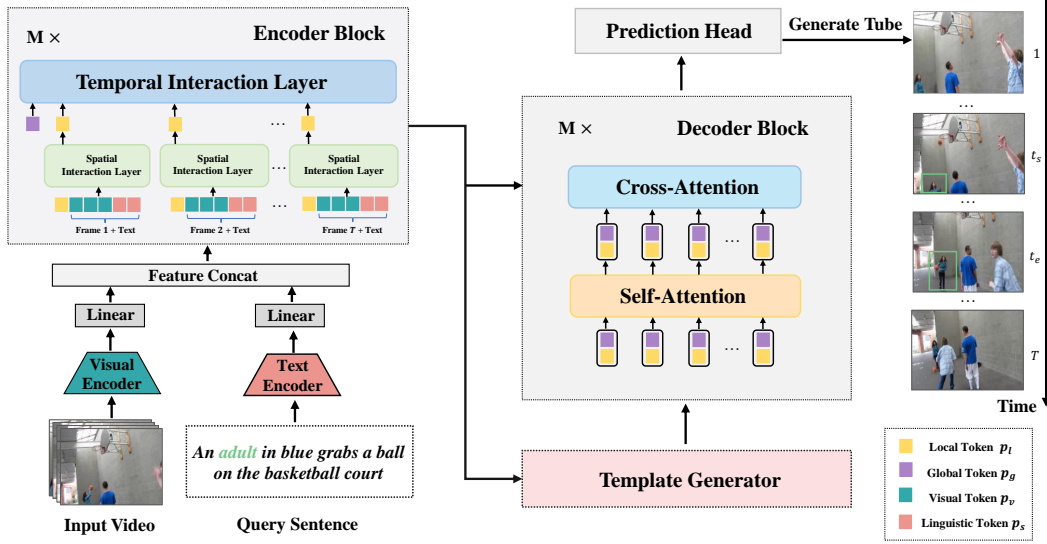 M ×
Encoder Block
Temporal Interaction Layer
...
Spatial
Interaction Layer
Spatial
Interaction Layer
...
Spatial
Interaction Layer
...
Frame 1 + Text
Frame 2 + Text
Frame T + Text
Feature Concat
Linear
Linear
Visual
Encoder
Text
Encoder
An adult in blue grabs a ball
on the basketball court
Input Video
Query Sentence
Prediction Head
Generate Tube
M ×
Decoder Block
Cross-Attention
...
Self-Attention
...
Template Generator
1
...
t_s
...
t_e
...
T
Time
Local Token p_l
Global Token p_g
Visual Token p_v
Linguistic Token p_s